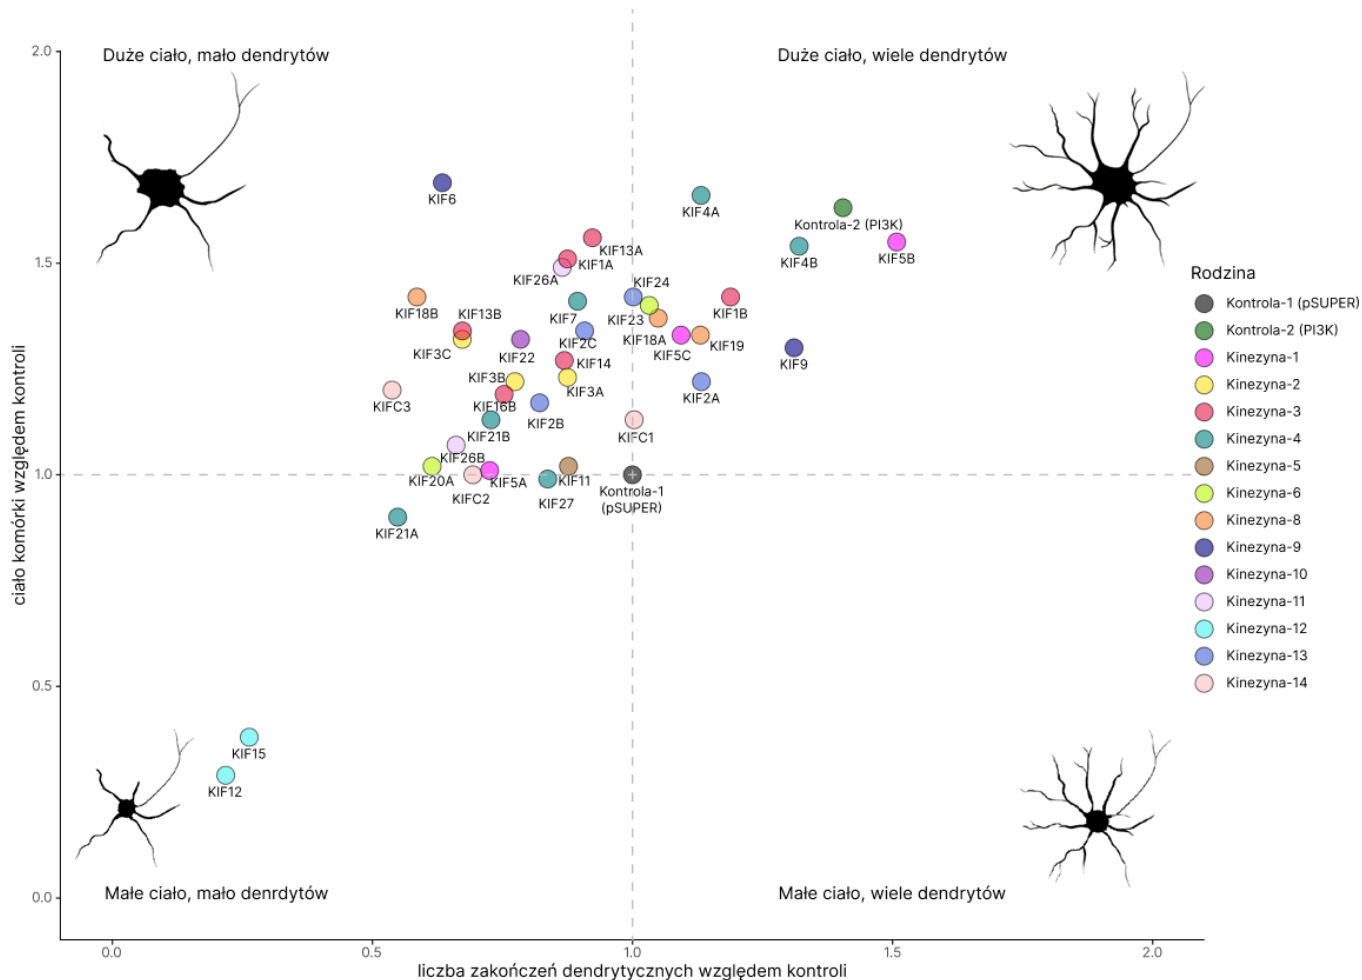 2.0
Duże ciało, mało dendrytów
Duże ciało, wiele dendrytów
KIF6
KIF4A
Kontrola-2 (PI3K)
KIF13A
KIF5B
KIF4B
KIF1A
1.5
KIF26A
KIF24
KIF18B
KIF13B
KIF7
KIF23
KIF1B
KIF2C
KIF18A
KIF19
KIF3C
KIF22
KIF14
KIF5C
KIF9
KIF3B
KIF3A
KIF2A
KIFC3
KIF16B
KIF2B
KIF21B
KIFC1
KIF26B
1.0
KIF20A
KIFC2
KIF5A
KIF11
KIF27
Kontrola-1
(pSUPER)
KIF21A
0.5
KIF15
KIF12
0.0
Małe ciało, mało denrdytów
Małe ciało, wiele dendrytów
0.0
0.5
1.0
1.5
2.0
liczba zakończeń dendrytycznych względem kontroli
ciało komórki względem kontroli
Rodzina
Kontrola-1 (pSUPER)
Kontrola-2 (PI3K)
Kinezyna-1
Kinezyna-2
Kinezyna-3
Kinezyna-4
Kinezyna-5
Kinezyna-6
Kinezyna-8
Kinezyna-9
Kinezyna-10
Kinezyna-11
Kinezyna-12
Kinezyna-13
Kinezyna-14